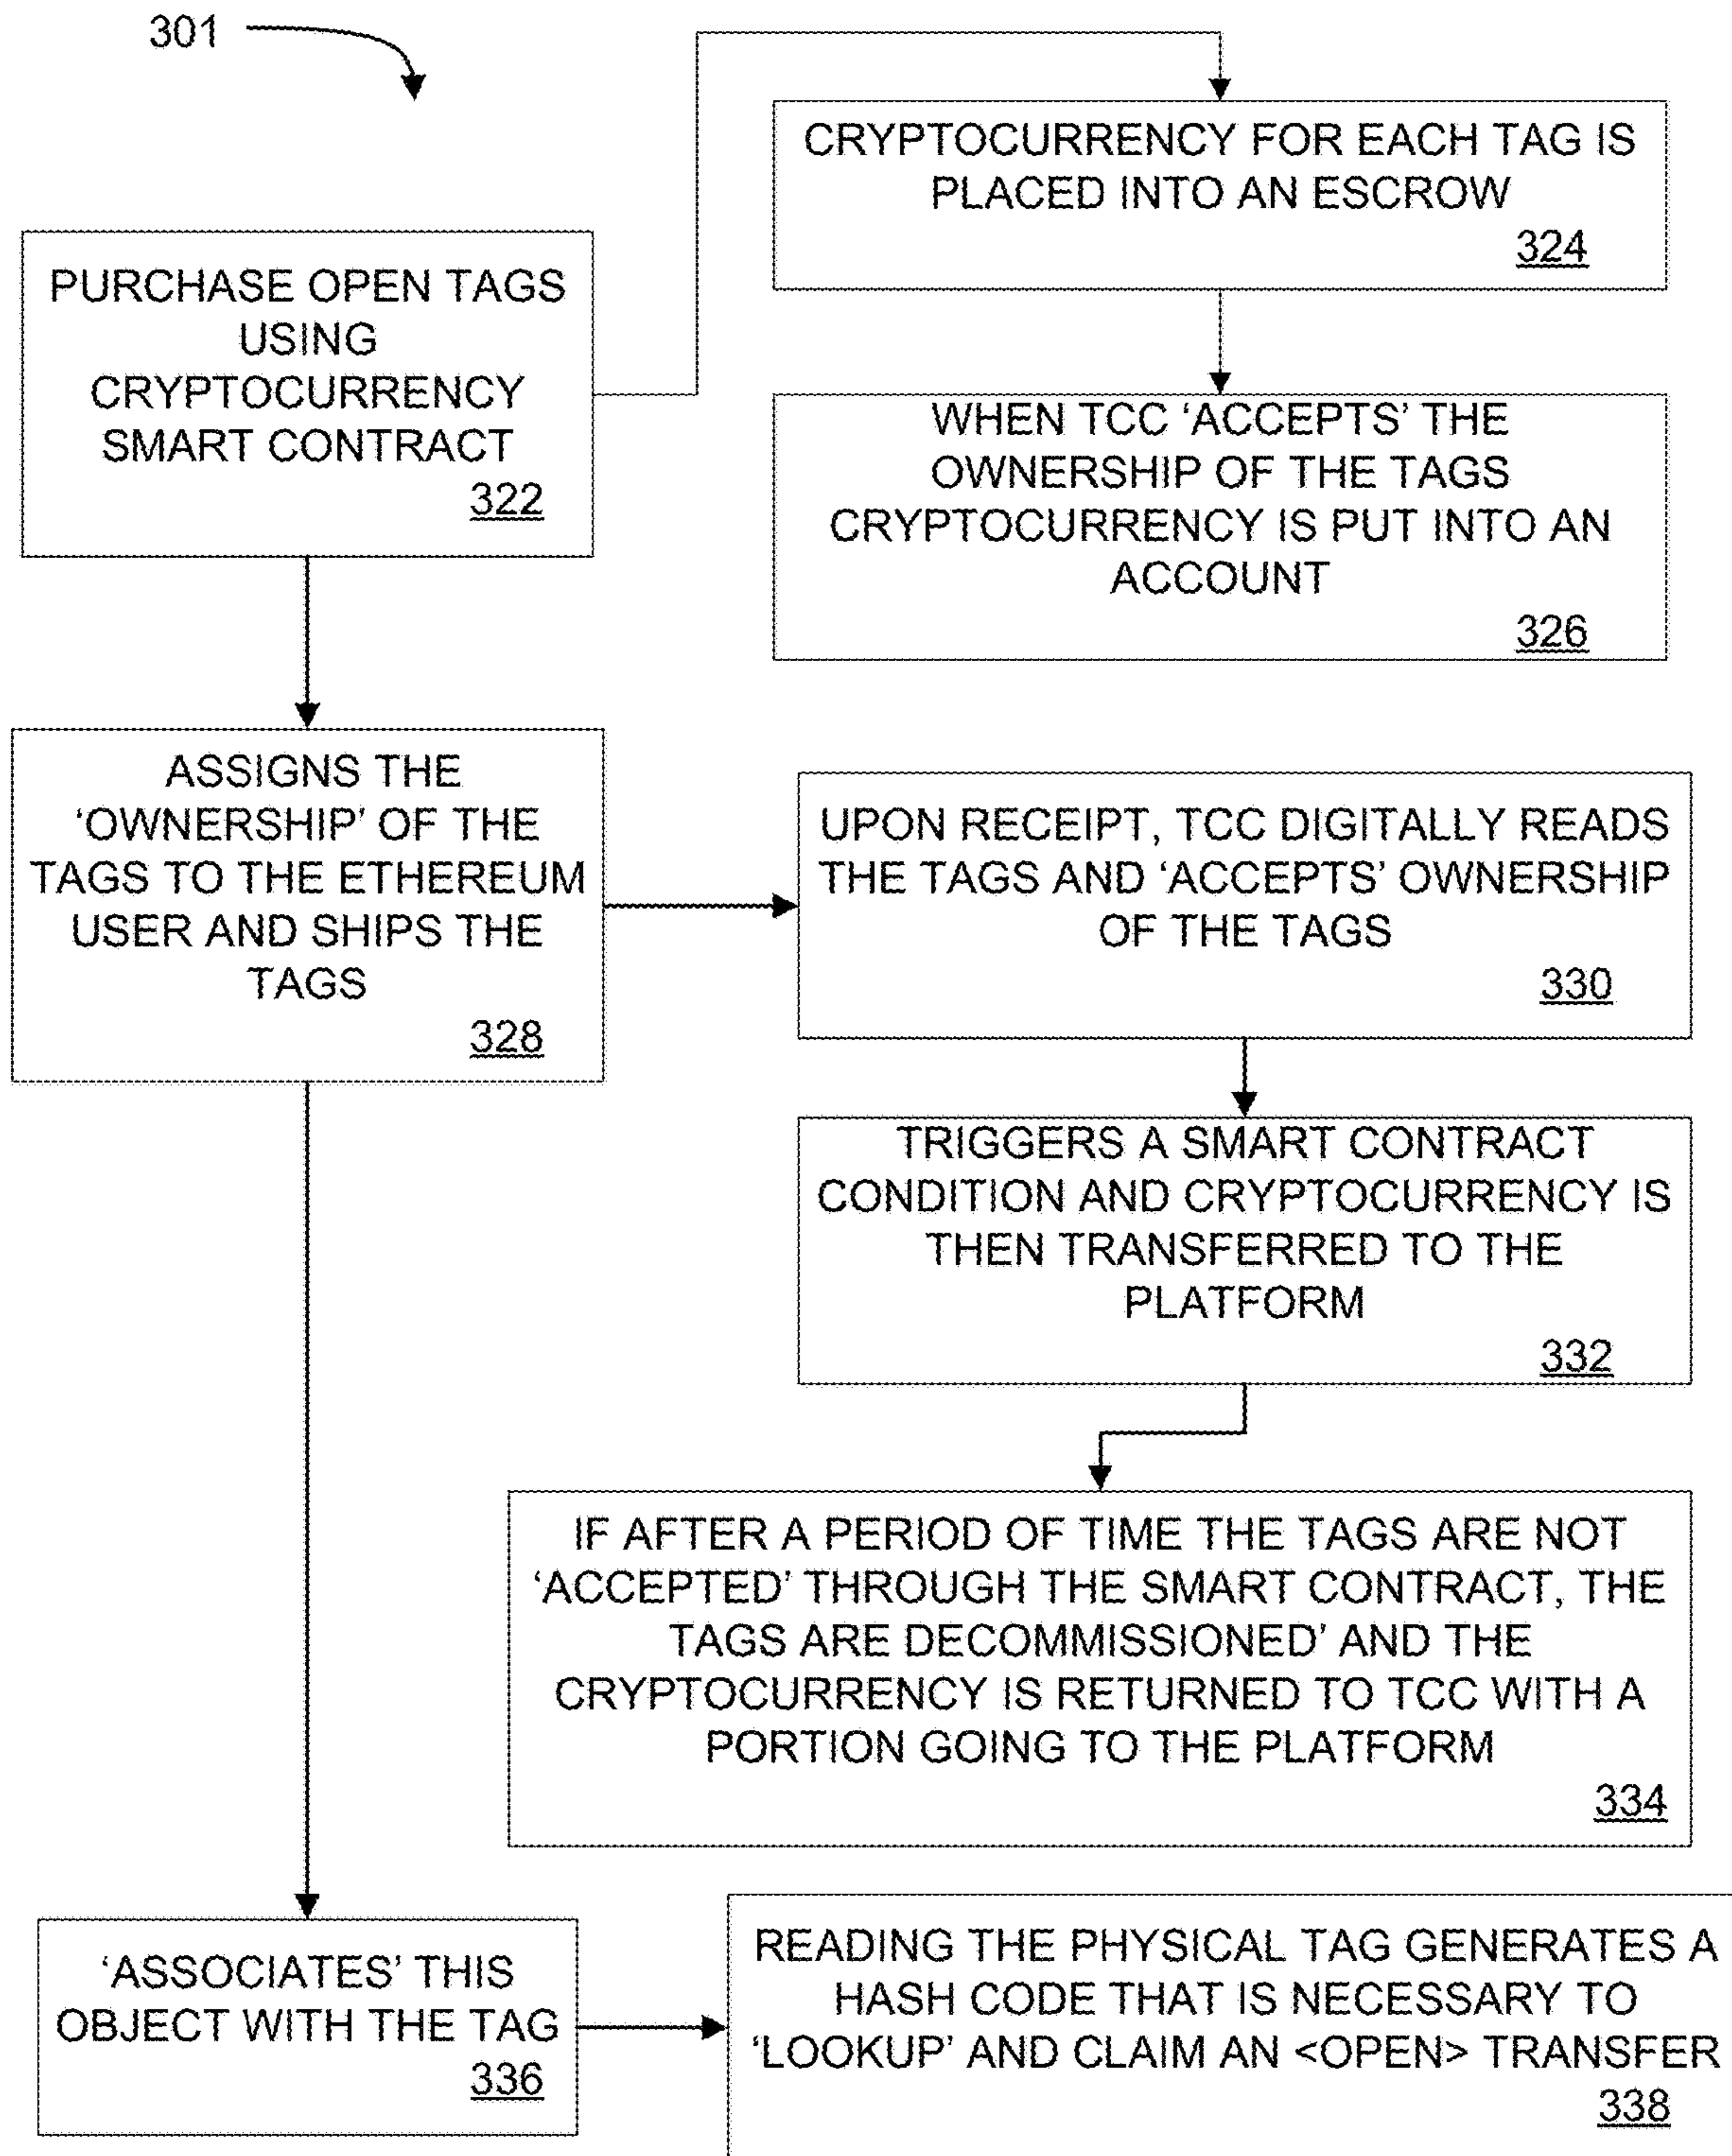 301
CRYPTOCURRENCY FOR EACH TAG IS
PLACED INTO AN ESCROW
324
PURCHASE OPEN TAGS
USING
CRYPTOCURRENCY
SMART CONTRACT
322
WHEN TCC ‘ACCEPTS’ THE
OWNERSHIP OF THE TAGS
CRYPTOCURRENCY IS PUT INTO AN
ACCOUNT
326
ASSIGNS THE
‘OWNERSHIP’ OF THE
TAGS TO THE ETHEREUM
USER AND SHIPS THE
TAGS
328
UPON RECEIPT, TCC DIGITALLY READS
THE TAGS AND ‘ACCEPTS’ OWNERSHIP
OF THE TAGS
330
TRIGGERS A SMART CONTRACT
CONDITION AND CRYPTOCURRENCY IS
THEN TRANSFERRED TO THE
PLATFORM
332
IF AFTER A PERIOD OF TIME THE TAGS ARE NOT
‘ACCEPTED’ THROUGH THE SMART CONTRACT, THE
TAGS ARE DECOMMISSIONED’ AND THE
CRYPTOCURRENCY IS RETURNED TO TCC WITH A
PORTION GOING TO THE PLATFORM
334
‘ASSOCIATES’ THIS
OBJECT WITH THE TAG
336
READING THE PHYSICAL TAG GENERATES A
HASH CODE THAT IS NECESSARY TO
‘LOOKUP’ AND CLAIM AN <OPEN> TRANSFER
338